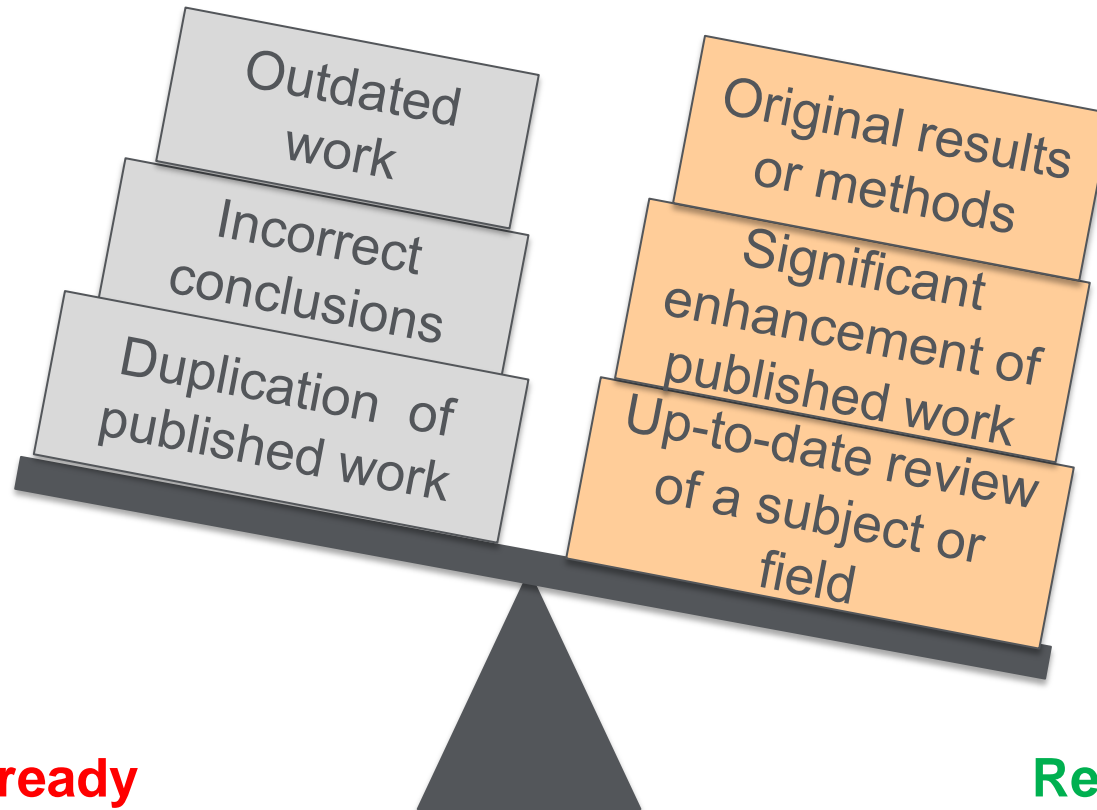 Outdated
work
Incorrect
conclusions
Duplication of
published work
Original results
or methods
Significant
enhancement of
published work
Up-to-date review
of a subject or
field
ready
Re